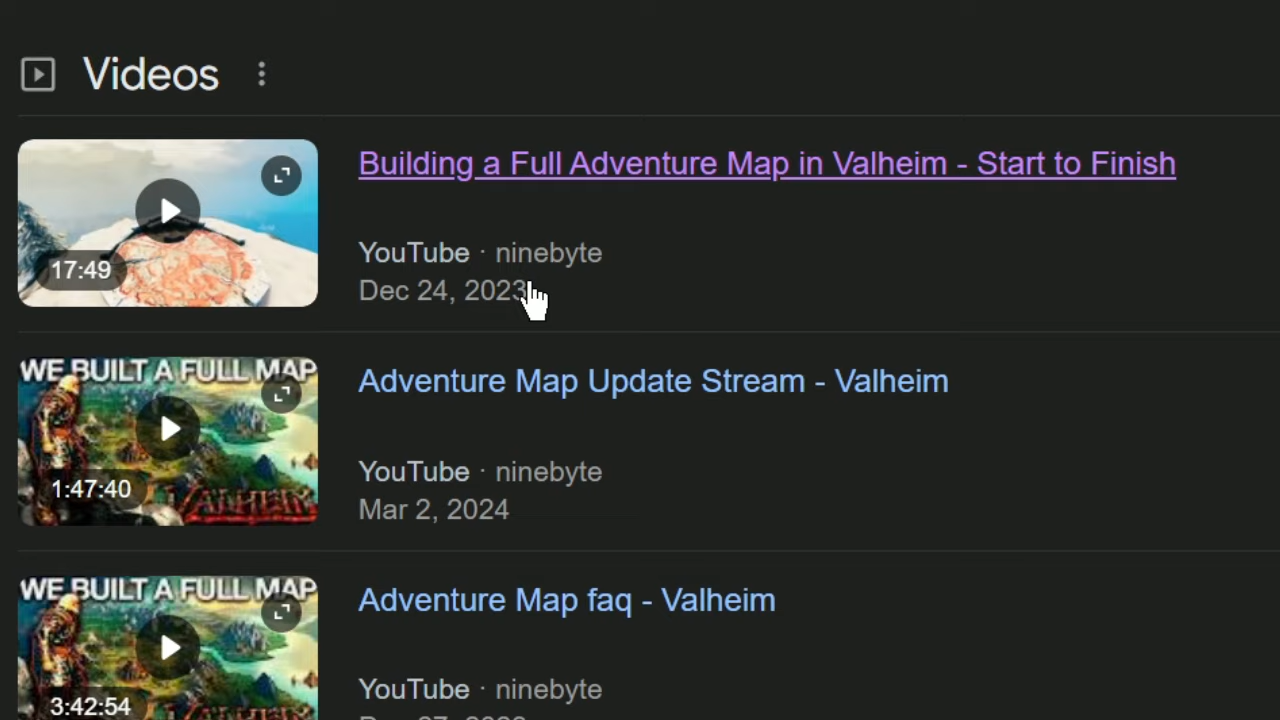 Videos
Building a Full Adventure Map in Valheim - Start to Finish
17:49
YouTube · ninebyte
Dec 24, 2023
WE BUILT A FULL MAP
Adventure Map Update Stream - Valheim
1:47:40
YouTube · ninebyte
VALHEIM
Mar 2, 2024
WE BUILT A FULL MAP
Adventure Map faq - Valheim
3:42:54
YouTube · ninebyte
VALHEIM